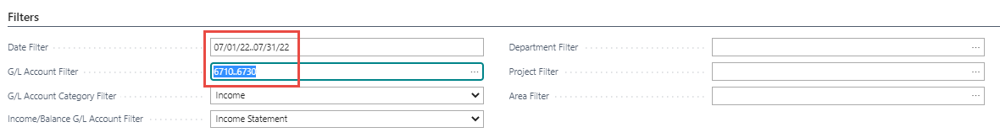 Filters
Date Filter 07/01/22..07/31/22
Department Filter ...
G/L Account Filter 6710..6730 ...
Project Filter ...
G/L Account Category Filter Income
Area Filter ...
Income/Balance G/L Account Filter Income Statement